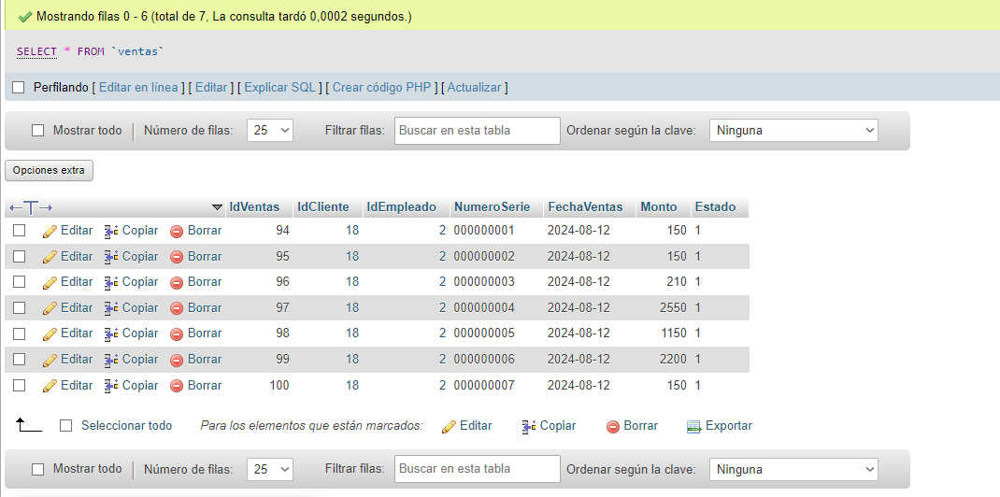 Mostrando filas 0 - 6 (total de 7, La consulta tardó 0,0002 segundos.)
SELECT * FROM `ventas`
Perfilando [ Editar en línea ] [ Editar ] [ Explicar SQL ] [ Crear código PHP ] [ Actualizar ]
Mostrar todo | Número de filas: 25 Filtrar filas: Buscar en esta tabla Ordenar según la clave: Ninguna
Opciones extra
IdVentas IdCliente IdEmpleado NumeroSerie FechaVentas Monto Estado
Editar Copiar Borrar 94 18 2 000000001 2024-08-12 150 1
Editar Copiar Borrar 95 18 2 000000002 2024-08-12 150 1
Editar Copiar Borrar 96 18 2 000000003 2024-08-12 210 1
Editar Copiar Borrar 97 18 2 000000004 2024-08-12 2550 1
Editar Copiar Borrar 98 18 2 000000005 2024-08-12 1150 1
Editar Copiar Borrar 99 18 2 000000006 2024-08-12 2200 1
Editar Copiar Borrar 100 18 2 000000007 2024-08-12 150 1
Seleccionar todo Para los elementos que están marcados: Editar Copiar Borrar Exportar
Mostrar todo | Número de filas: 25 Filtrar filas: Buscar en esta tabla Ordenar según la clave: Ninguna